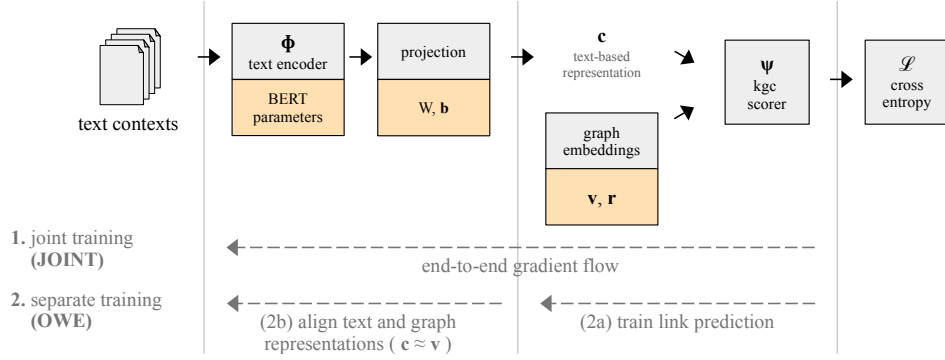 text contexts
Φ
text encoder
BERT
parameters
projection
W, b
c
text-based
representation
graph
embeddings
v, r
ψ
kgc
scorer
ℒ
cross
entropy
1. joint training
(JOINT)
end-to-end gradient flow
2. separate training
(OWE)
(2b) align text and graph
representations ( c ≈ v )
(2a) train link prediction